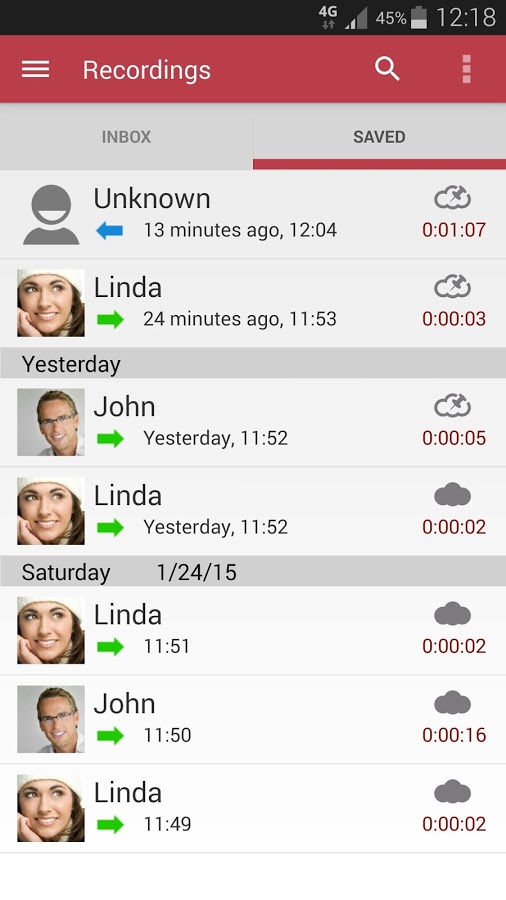 4G 45% 12:18
Recordings
INBOX SAVED
Unknown
13 minutes ago, 12:04 0:01:07
Linda
24 minutes ago, 11:53 0:00:03
Yesterday
John
Yesterday, 11:52 0:00:05
Linda
Yesterday, 11:52 0:00:02
Saturday 1/24/15
Linda
11:51 0:00:02
John
11:50 0:00:16
Linda
11:49 0:00:02